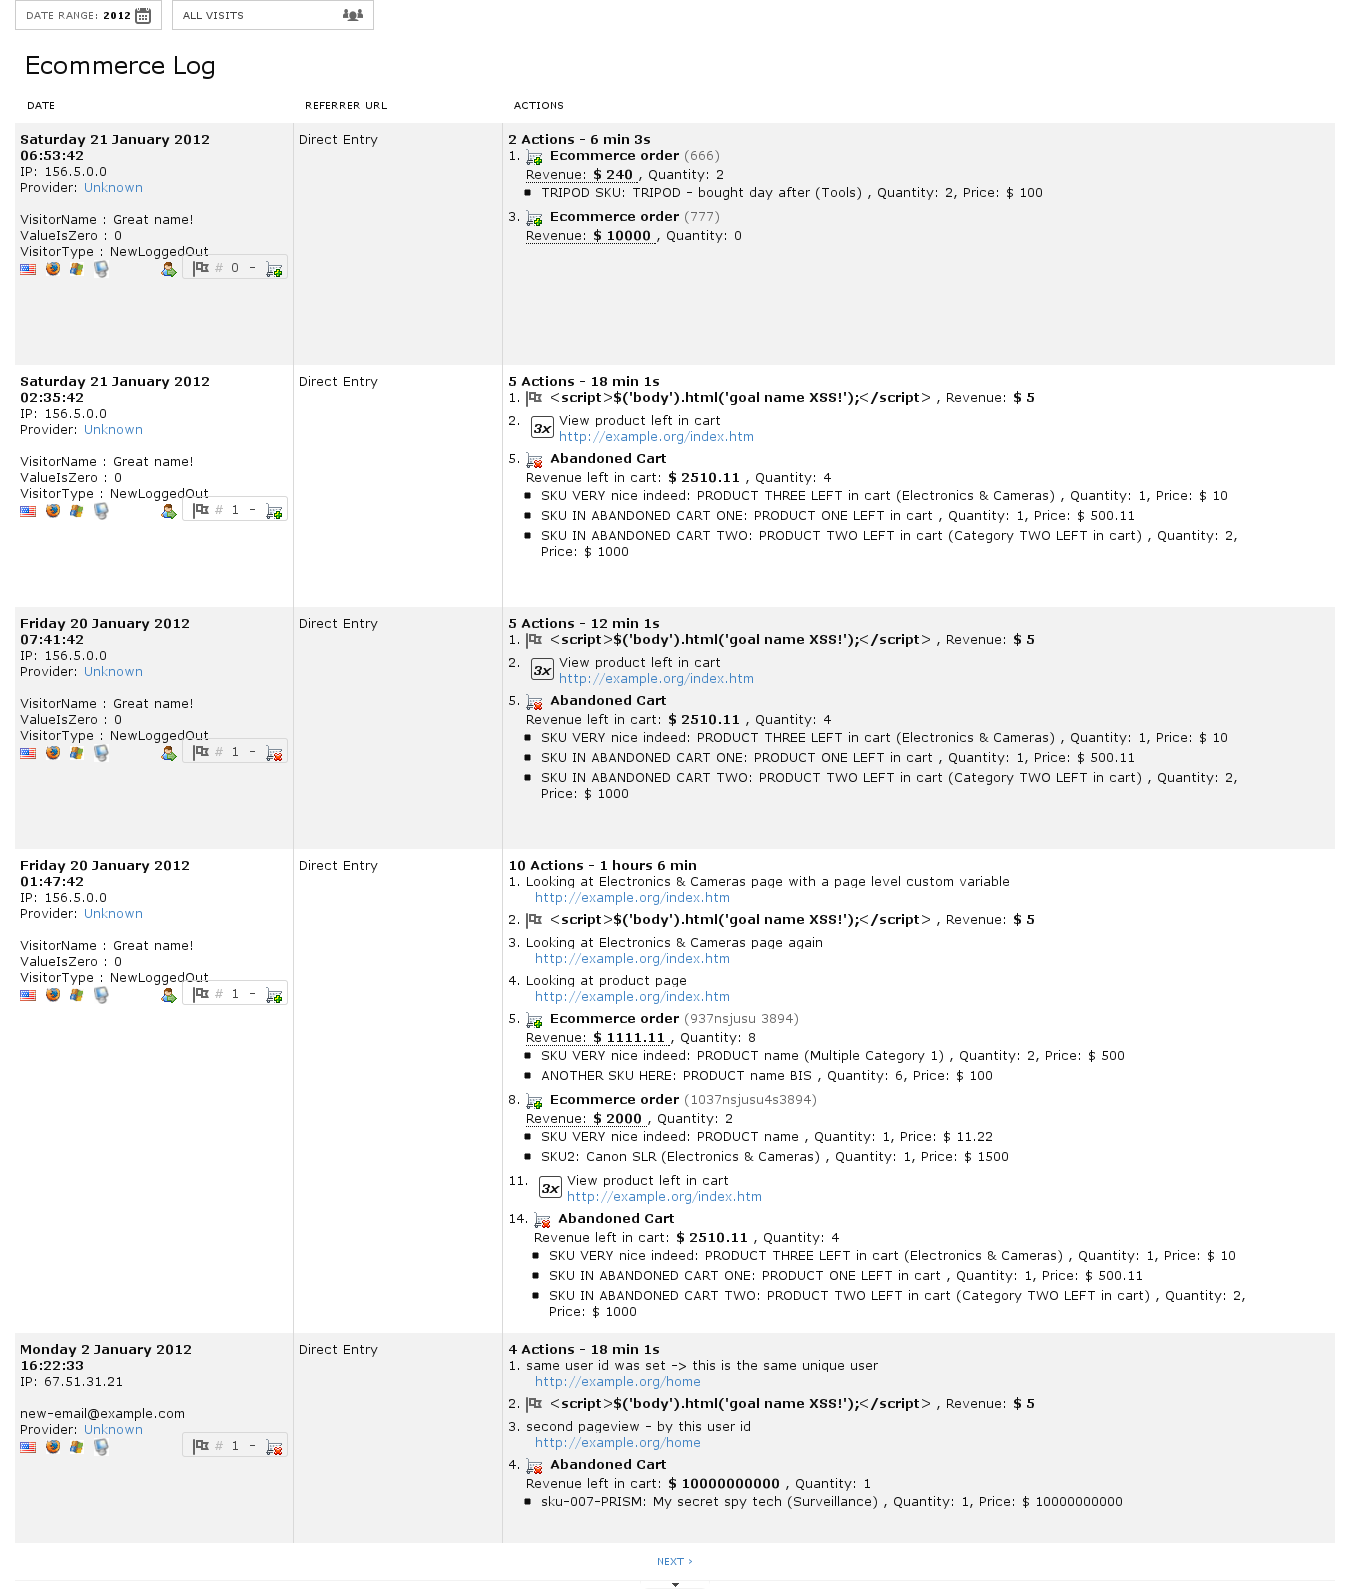 DATE RANGE: 2012
ALL VISITS
Ecommerce Log
DATE
REFERRER URL
ACTIONS
Saturday 21 January 2012
06:53:42
IP: 156.5.0.0
Provider: Unknown
VisitorName : Great name!
ValueIsZero : 0
VisitorType : NewLoggedOut
# 0 -
Direct Entry
2 Actions - 6 min 3s
1. Ecommerce order (666)
Revenue: $ 240 , Quantity: 2
TRIPOD SKU: TRIPOD - bought day after (Tools) , Quantity: 2, Price: $ 100
3. Ecommerce order (777)
Revenue: $ 10000 , Quantity: 0
Saturday 21 January 2012
02:35:42
IP: 156.5.0.0
Provider: Unknown
VisitorName : Great name!
ValueIsZero : 0
VisitorType : NewLoggedOut
# 1 -
Direct Entry
5 Actions - 18 min 1s
1. <script>$('body').html('goal name XSS!');</script> , Revenue: $ 5
2. 3x View product left in cart
http://example.org/index.htm
5. Abandoned Cart
Revenue left in cart: $ 2510.11 , Quantity: 4
SKU VERY nice indeed: PRODUCT THREE LEFT in cart (Electronics & Cameras) , Quantity: 1, Price: $ 10
SKU IN ABANDONED CART ONE: PRODUCT ONE LEFT in cart , Quantity: 1, Price: $ 500.11
SKU IN ABANDONED CART TWO: PRODUCT TWO LEFT in cart (Category TWO LEFT in cart) , Quantity: 2,
Price: $ 1000
Friday 20 January 2012
07:41:42
IP: 156.5.0.0
Provider: Unknown
VisitorName : Great name!
ValueIsZero : 0
VisitorType : NewLoggedOut
# 1 -
Direct Entry
5 Actions - 12 min 1s
1. <script>$('body').html('goal name XSS!');</script> , Revenue: $ 5
2. 3x View product left in cart
http://example.org/index.htm
5. Abandoned Cart
Revenue left in cart: $ 2510.11 , Quantity: 4
SKU VERY nice indeed: PRODUCT THREE LEFT in cart (Electronics & Cameras) , Quantity: 1, Price: $ 10
SKU IN ABANDONED CART ONE: PRODUCT ONE LEFT in cart , Quantity: 1, Price: $ 500.11
SKU IN ABANDONED CART TWO: PRODUCT TWO LEFT in cart (Category TWO LEFT in cart) , Quantity: 2,
Price: $ 1000
Friday 20 January 2012
01:47:42
IP: 156.5.0.0
Provider: Unknown
VisitorName : Great name!
ValueIsZero : 0
VisitorType : NewLoggedOut
# 1 -
Direct Entry
10 Actions - 1 hours 6 min
1. Looking at Electronics & Cameras page with a page level custom variable
http://example.org/index.htm
2. <script>$('body').html('goal name XSS!');</script> , Revenue: $ 5
3. Looking at Electronics & Cameras page again
http://example.org/index.htm
4. Looking at product page
http://example.org/index.htm
5. Ecommerce order (937nsjusu 3894)
Revenue: $ 1111.11 , Quantity: 8
SKU VERY nice indeed: PRODUCT name (Multiple Category 1) , Quantity: 2, Price: $ 500
ANOTHER SKU HERE: PRODUCT name BIS , Quantity: 6, Price: $ 100
8. Ecommerce order (1037nsjusu4s3894)
Revenue: $ 2000 , Quantity: 2
SKU VERY nice indeed: PRODUCT name , Quantity: 1, Price: $ 11.22
SKU2: Canon SLR (Electronics & Cameras) , Quantity: 1, Price: $ 1500
11. 3x View product left in cart
http://example.org/index.htm
14. Abandoned Cart
Revenue left in cart: $ 2510.11 , Quantity: 4
SKU VERY nice indeed: PRODUCT THREE LEFT in cart (Electronics & Cameras) , Quantity: 1, Price: $ 10
SKU IN ABANDONED CART ONE: PRODUCT ONE LEFT in cart , Quantity: 1, Price: $ 500.11
SKU IN ABANDONED CART TWO: PRODUCT TWO LEFT in cart (Category TWO LEFT in cart) , Quantity: 2,
Price: $ 1000
Monday 2 January 2012
16:22:33
IP: 67.51.31.21
new-email@example.com
Provider: Unknown
# 1 -
Direct Entry
4 Actions - 18 min 1s
1. same user id was set -> this is the same unique user
http://example.org/home
2. <script>$('body').html('goal name XSS!');</script> , Revenue: $ 5
3. second pageview - by this user id
http://example.org/home
4. Abandoned Cart
Revenue left in cart: $ 10000000000 , Quantity: 1
sku-007-PRISM: My secret spy tech (Surveillance) , Quantity: 1, Price: $ 10000000000
NEXT ›